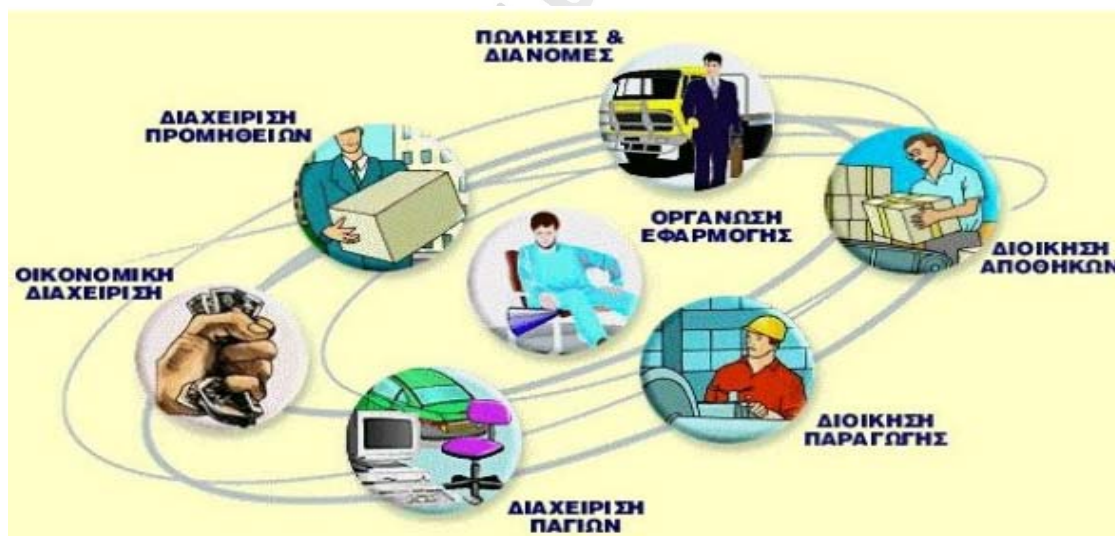 ΠΩΛΗΣΕΙΣ &
ΔΙΑΝΟΜΕΣ
ΔΙΑΧΕΙΡΙΣΗ
ΠΡΟΜΗΘΕΙΩΝ
ΟΡΓΑΝΩΣΗ
ΕΦΑΡΜΟΓΗΣ
ΔΙΟΙΚΗΣΗ
ΑΠΟΘΗΚΩΝ
ΟΙΚΟΝΟΜΙΚΗ
ΔΙΑΧΕΙΡΙΣΗ
ΔΙΟΙΚΗΣΗ
ΠΑΡΑΓΩΓΗΣ
ΔΙΑΧΕΙΡΙΣΗ
ΠΑΓΙΩΝ